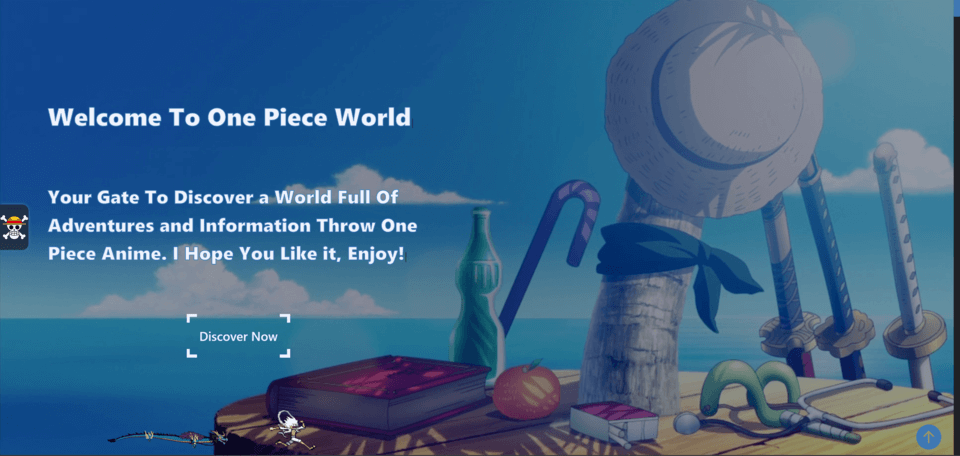 Welcome To One Piece World
Your Gate To Discover a World Full Of
Adventures and Information Throw One
Piece Anime. I Hope You Like it, Enjoy!
Discover Now